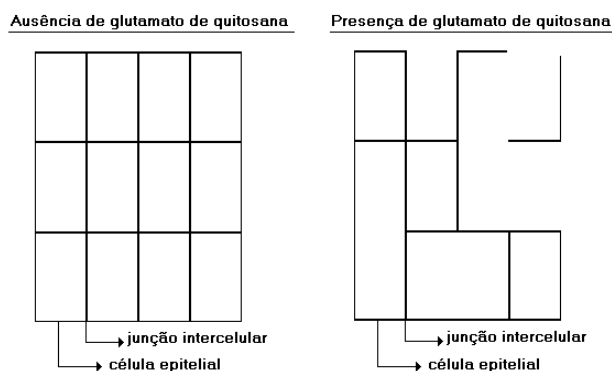 Ausência de glutamato de quitosana
Presença de glutamato de quitosana
junção intercelular
célula epitelial
junção intercelular
célula epitelial